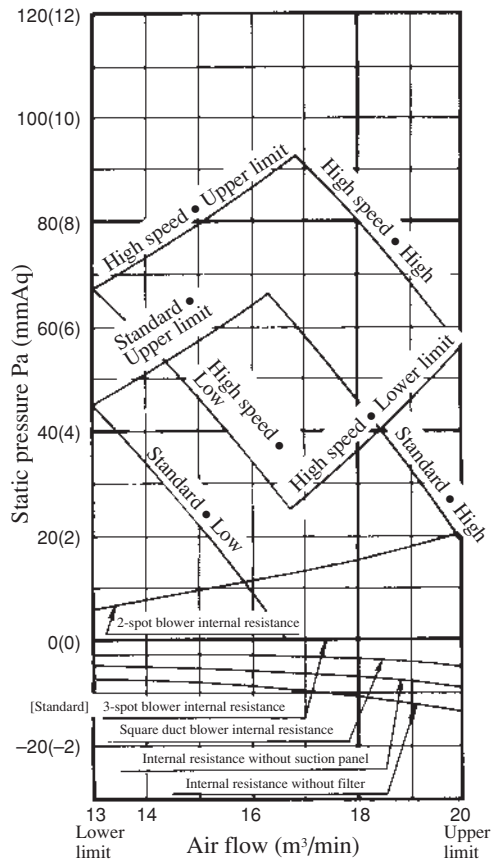 120(12)
100(10)
80(8)
60(6)
40(4)
20(2)
0(0)
−20(−2)
Static pressure Pa (mmAq)
High speed ● Upper limit
High speed ● High
Standard ● Upper limit
High speed ● Low
High speed ● Lower limit
Standard ● High
Standard ● Low
2-spot blower internal resistance
[Standard] 3-spot blower internal resistance
Square duct blower internal resistance
Internal resistance without suction panel
Internal resistance without filter
13 14 16 18 20
Lower limit
Air flow (m³/min)
Upper limit